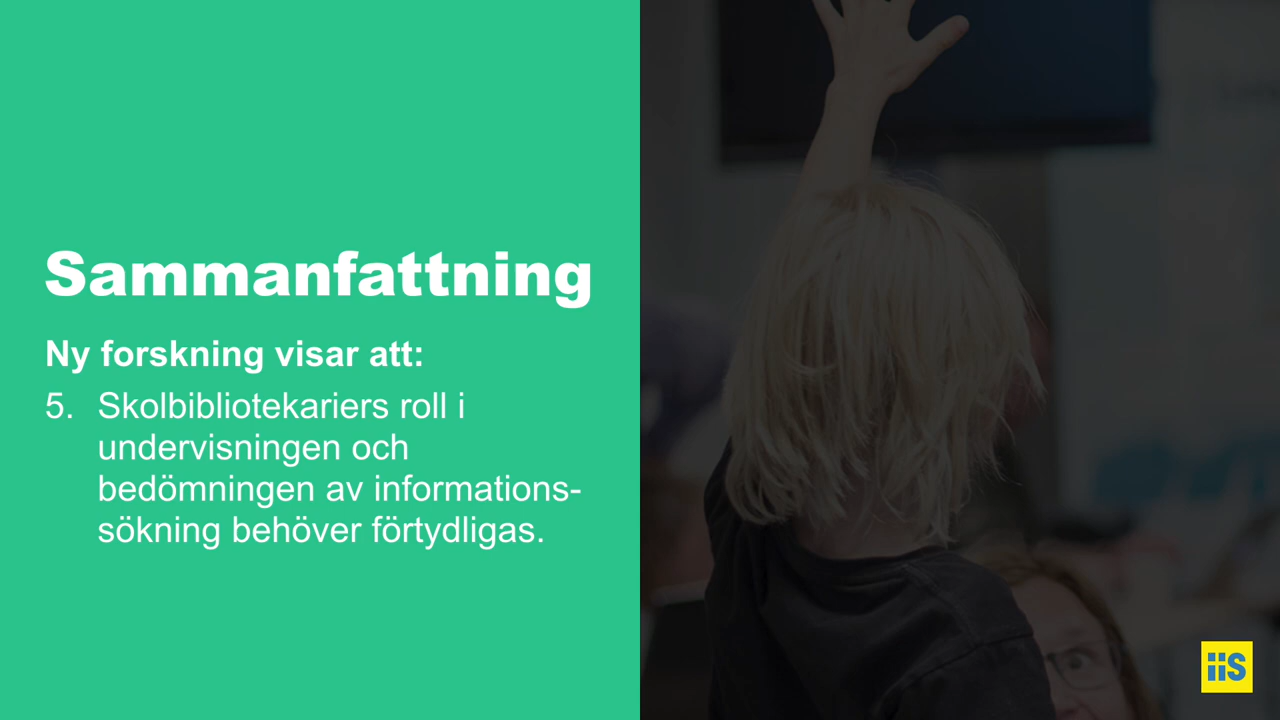 Sammanfattning
Ny forskning visar att:
5. Skolbibliotekariers roll i
undervisningen och
bedömningen av informations-
sökning behöver förtydligas.
iiS